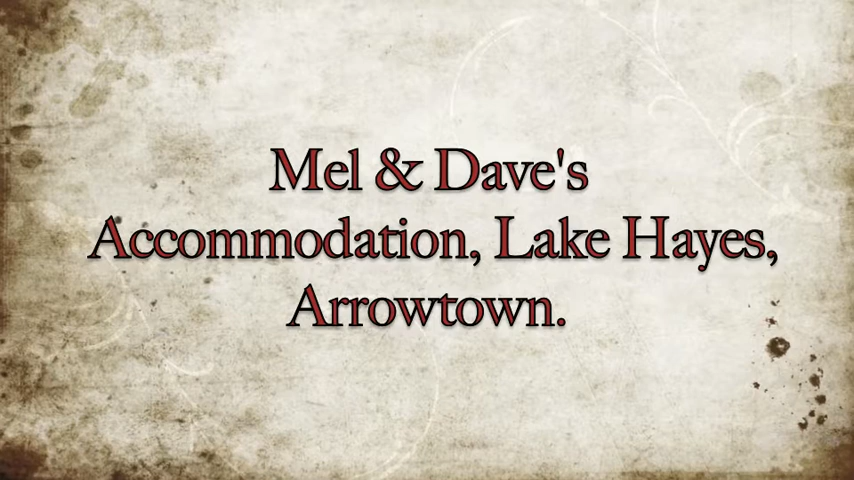 Mel & Dave's
Accommodation, Lake Hayes,
Arrowtown.